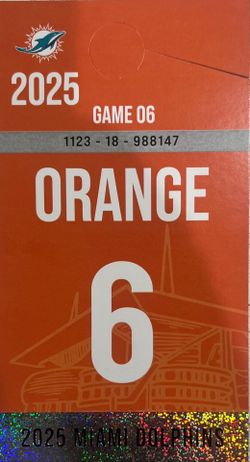 2025
GAME 06
1123 - 18 - 988147
ORANGE
6
2025 MIAMI DOLPHINS